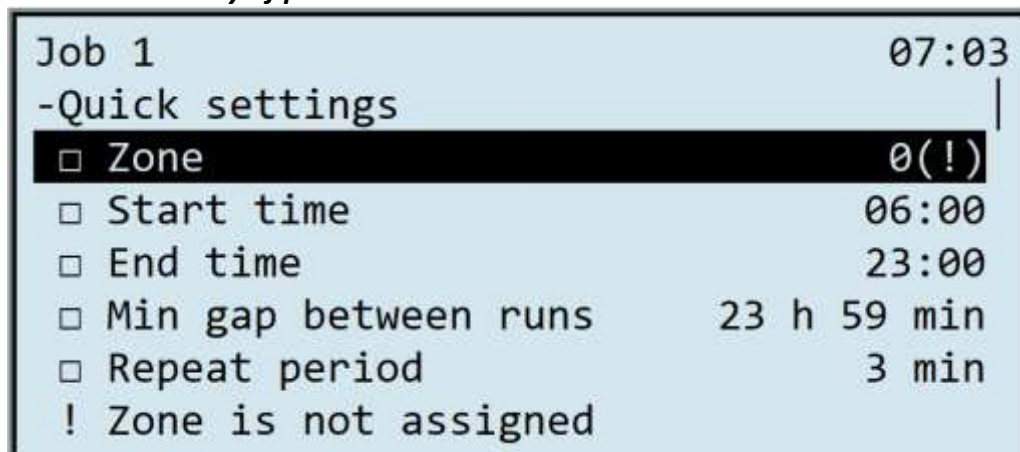 Job 1 07:03
-Quick settings
□ Zone 0(!)
□ Start time 06:00
□ End time 23:00
□ Min gap between runs 23 h 59 min
□ Repeat period 3 min
! Zone is not assigned